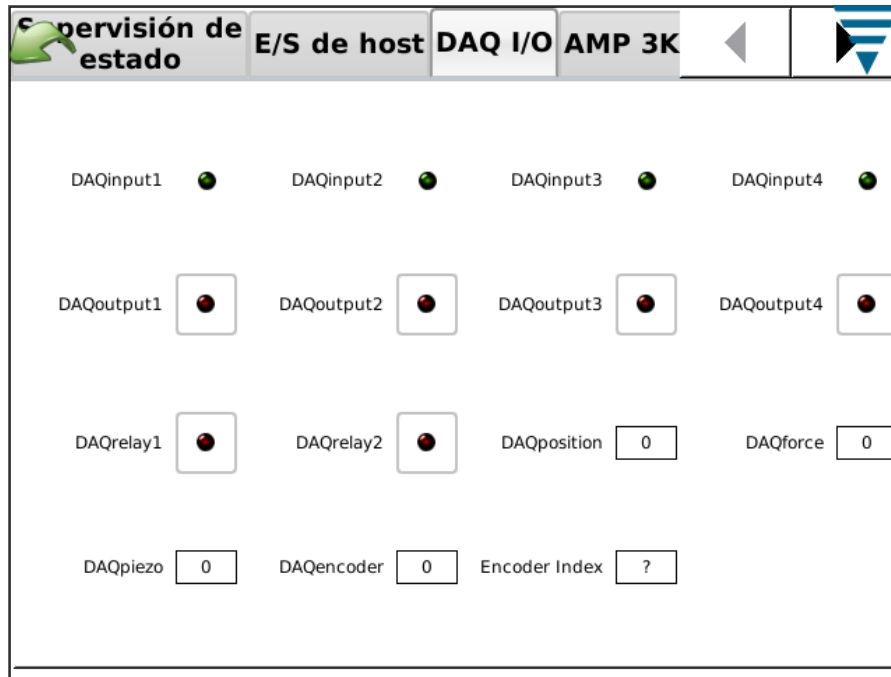 Supervisión de
estado
E/S de host
DAQ I/O
AMP 3K
DAQinput1 DAQinput2 DAQinput3 DAQinput4
DAQoutput1 DAQoutput2 DAQoutput3 DAQoutput4
DAQrelay1 DAQrelay2 DAQposition 0 DAQforce 0
DAQpiezo 0 DAQencoder 0 Encoder Index ?